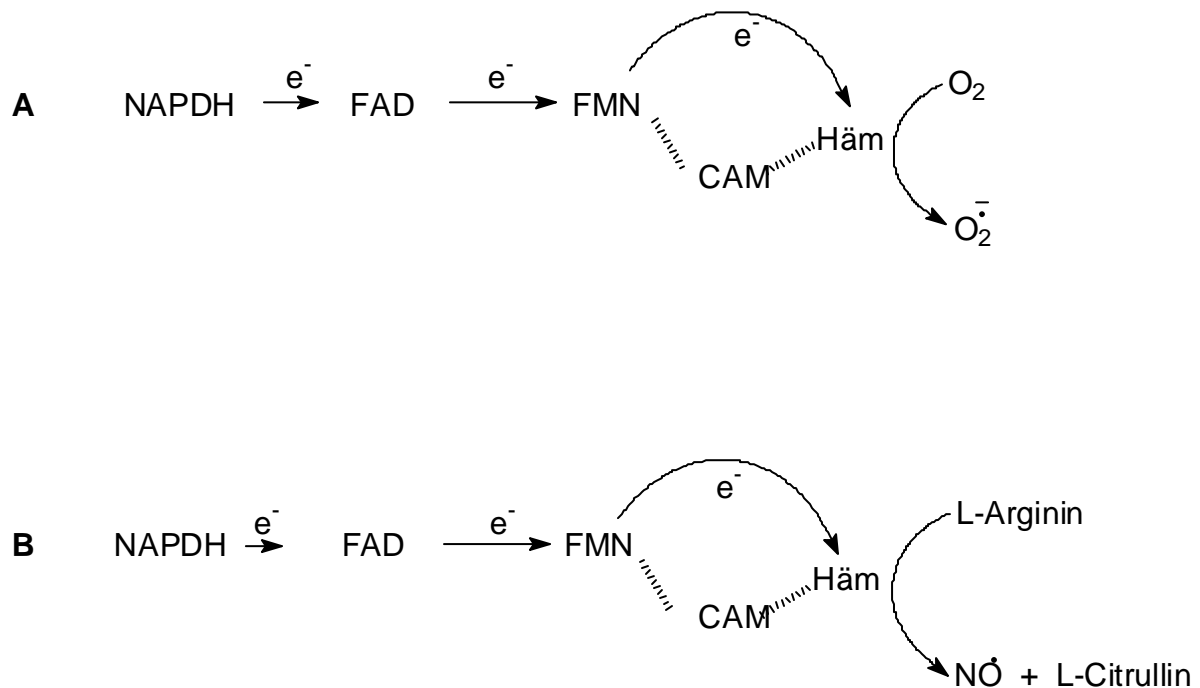 A NAPDH e⁻ FAD e⁻ FMN e⁻ Häm O₂
CAM
O₂•̄
B NAPDH e⁻ FAD e⁻ FMN e⁻ Häm L-Arginin
CAM
NO• + L-Citrullin